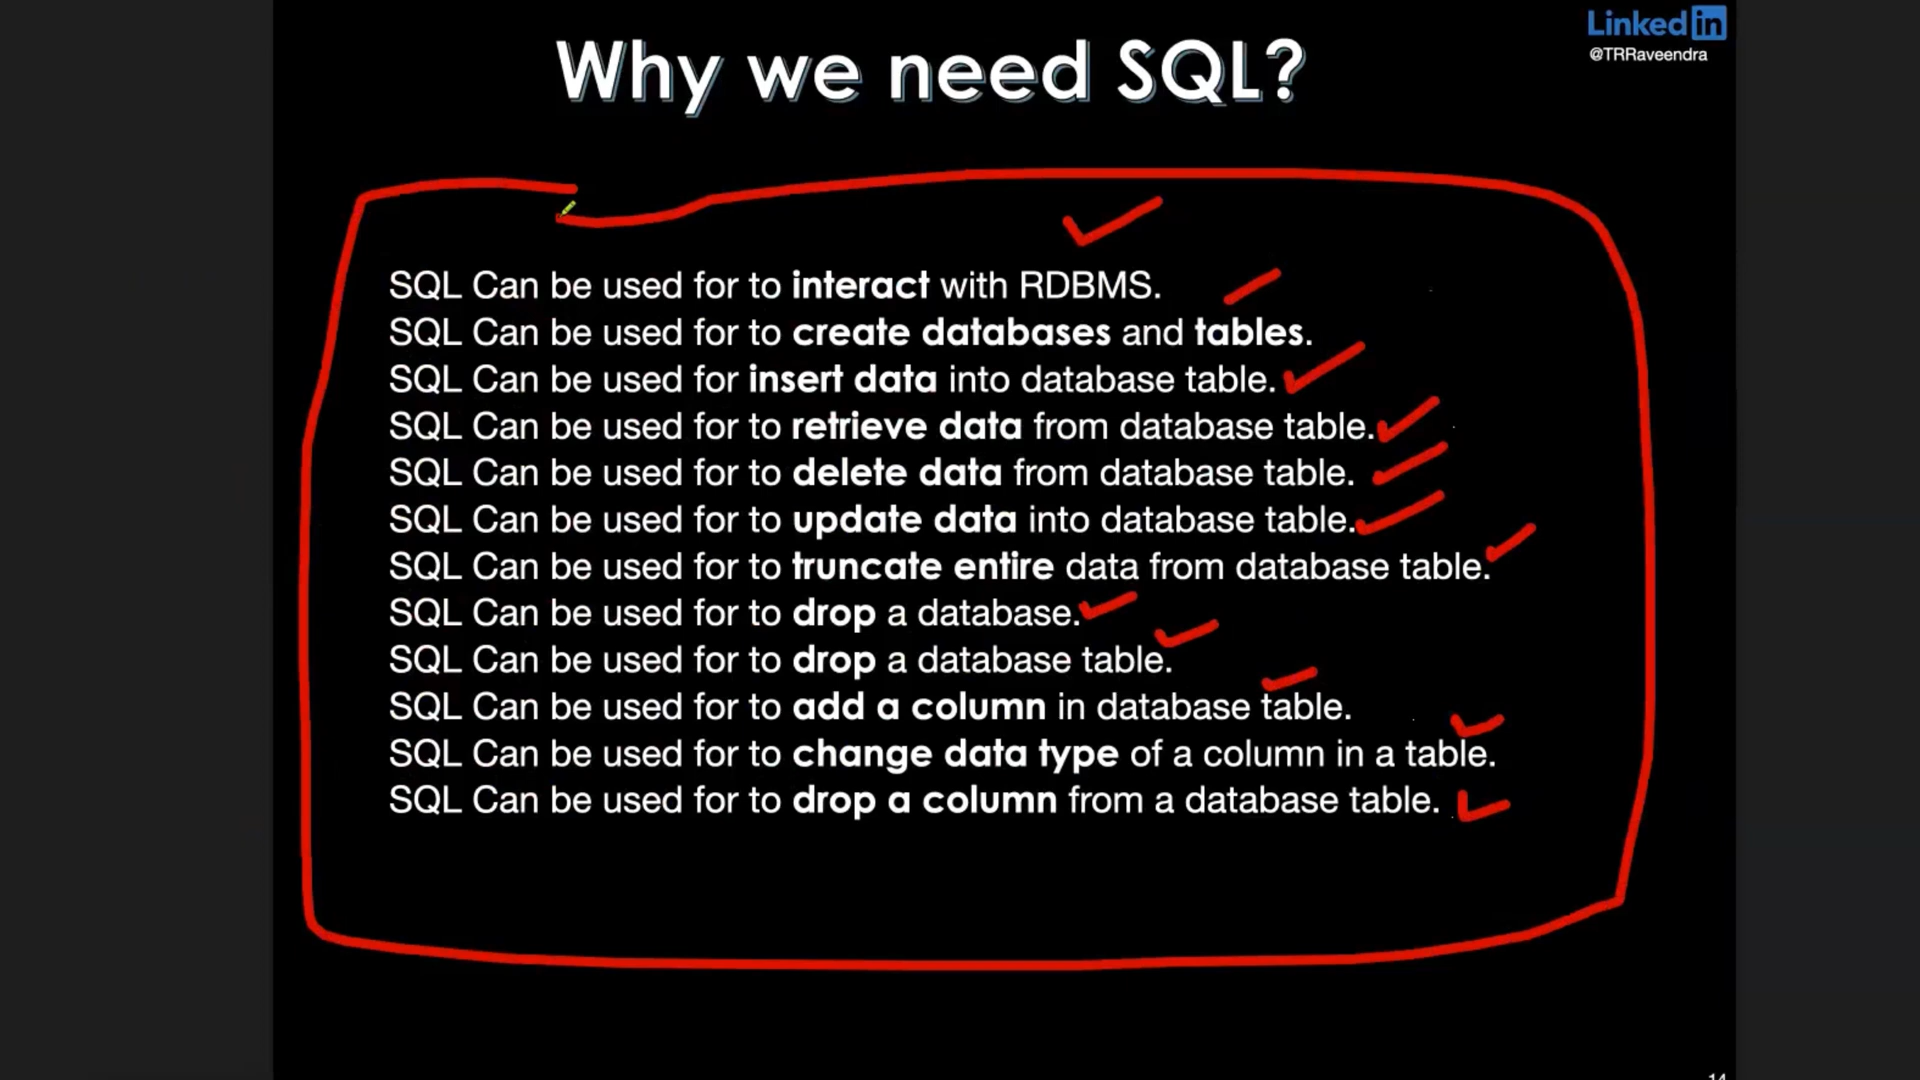 Linked in
@TRRaveendra
Why we need SQL?
SQL Can be used for to interact with RDBMS.
SQL Can be used for to create databases and tables.
SQL Can be used for insert data into database table.
SQL Can be used for to retrieve data from database table.
SQL Can be used for to delete data from database table.
SQL Can be used for to update data into database table.
SQL Can be used for to truncate entire data from database table.
SQL Can be used for to drop a database.
SQL Can be used for to drop a database table.
SQL Can be used for to add a column in database table.
SQL Can be used for to change data type of a column in a table.
SQL Can be used for to drop a column from a database table.